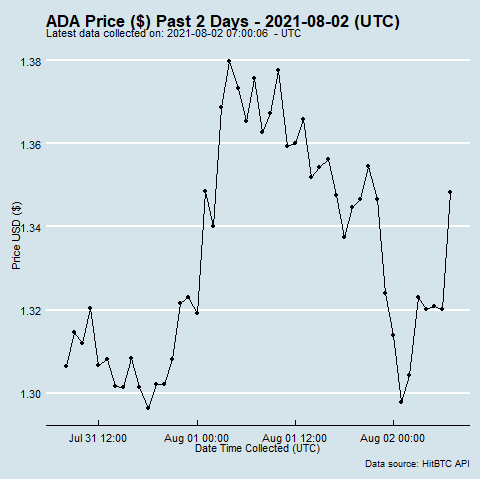 ADA Price ($) Past 2 Days - 2021-08-02 (UTC)
Latest data collected on: 2021-08-02 07:00:06 - UTC
1.38
1.36
1.34
1.32
1.30
Price USD ($)
Jul 31 12:00
Aug 01 00:00
Aug 01 12:00
Aug 02 00:00
Date Time Collected (UTC)
Data source: HitBTC API